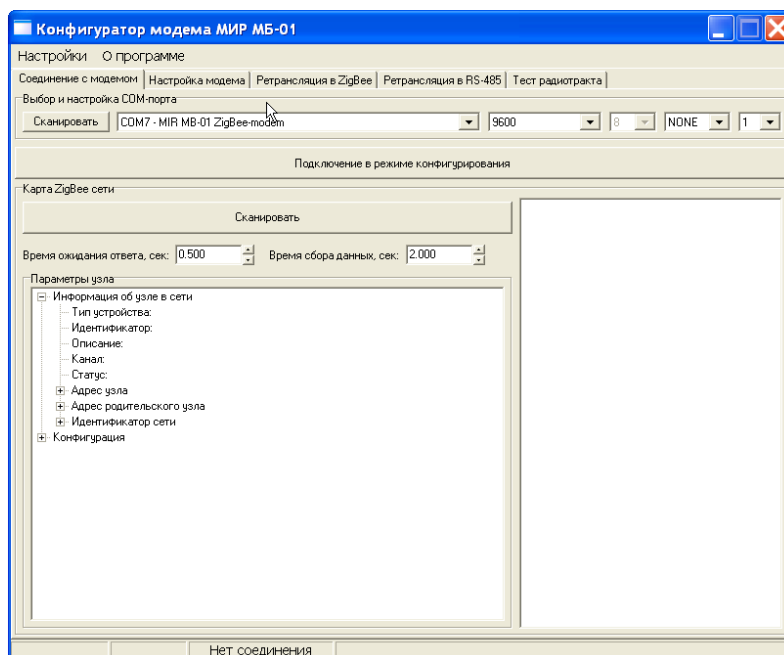 Конфигуратор модема МИР МБ-01
Настройки О программе
Соединение с модемом Настройка модема Ретрансляция в ZigBee Ретрансляция в RS-485 Тест радиотракта
Выбор и настройка COM-порта
Сканировать COM7 - MIR MB-01 ZigBee-modem 9600 8 NONE 1
Подключение в режиме конфигурирования
Карта ZigBee сети
Сканировать
Время ожидания ответа, сек: 0.500 Время сбора данных, сек: 2.000
Параметры узла
Информация об узле в сети
Тип устройства:
Идентификатор:
Описание:
Канал:
Статус:
Адрес узла
Адрес родительского узла
Идентификатор сети
Конфигурация
Нет соединения